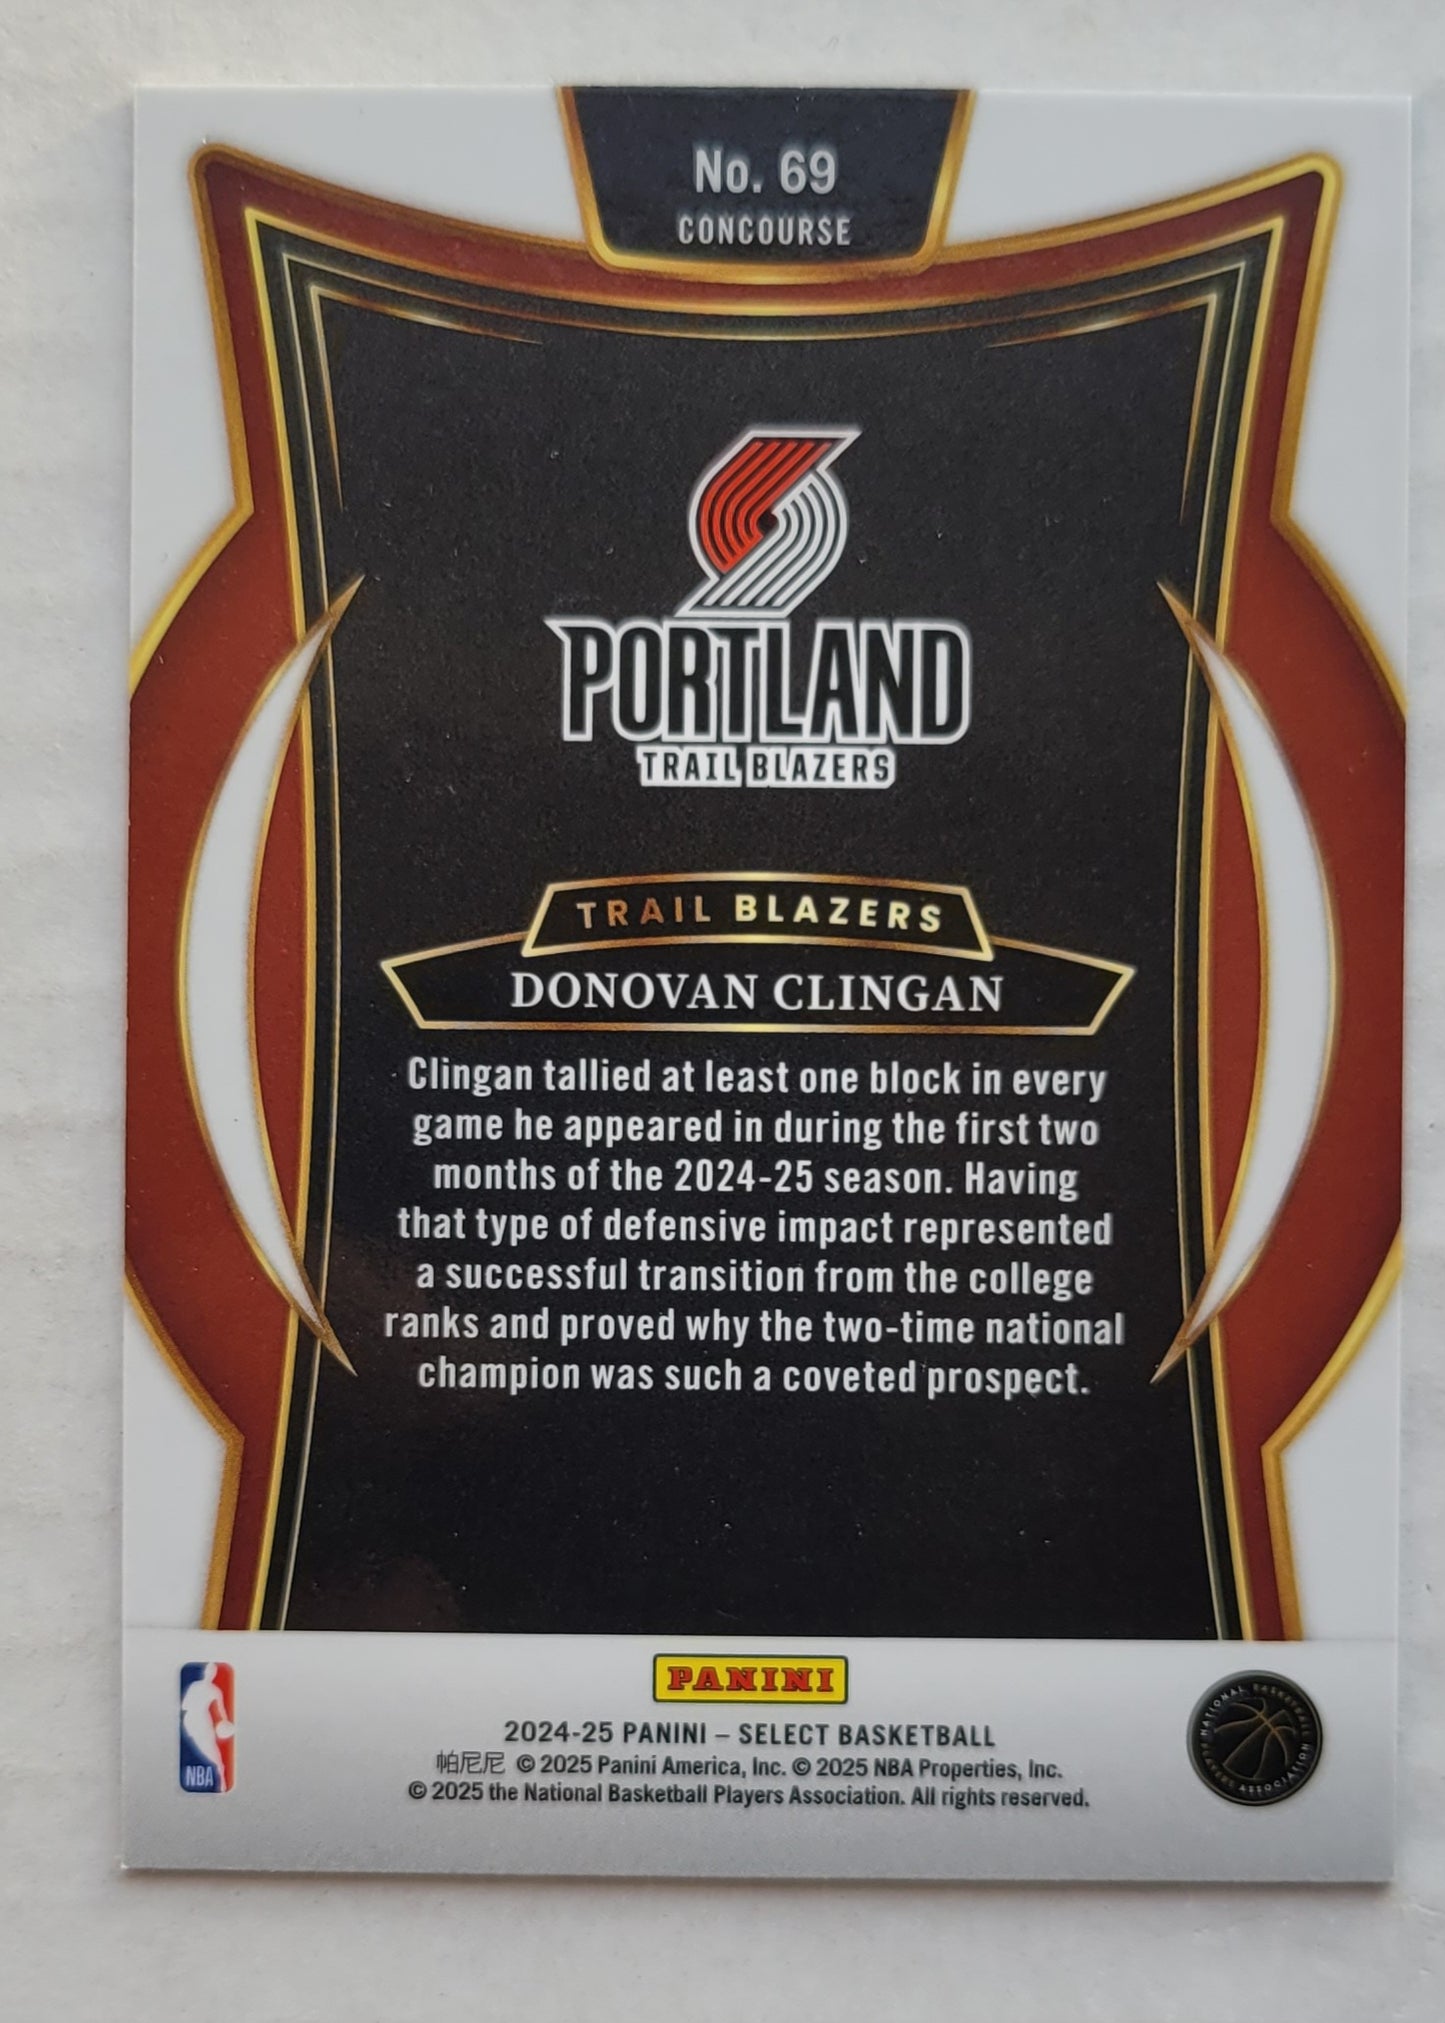 No. 69
CONCOURSE
PORTLAND
TRAIL BLAZERS
TRAIL BLAZERS
DONOVAN CLINGAN
Clingan tallied at least one block in every
game he appeared in during the first two
months of the 2024-25 season. Having
that type of defensive impact represented
a successful transition from the college
ranks and proved why the two-time national
champion was such a coveted prospect.
PANINI
2024-25 PANINI – SELECT BASKETBALL
帕尼尼 © 2025 Panini America, Inc. © 2025 NBA Properties, Inc.
© 2025 the National Basketball Players Association. All rights reserved.
NBA
NATIONAL BASKETBALL PLAYERS ASSOCIATION